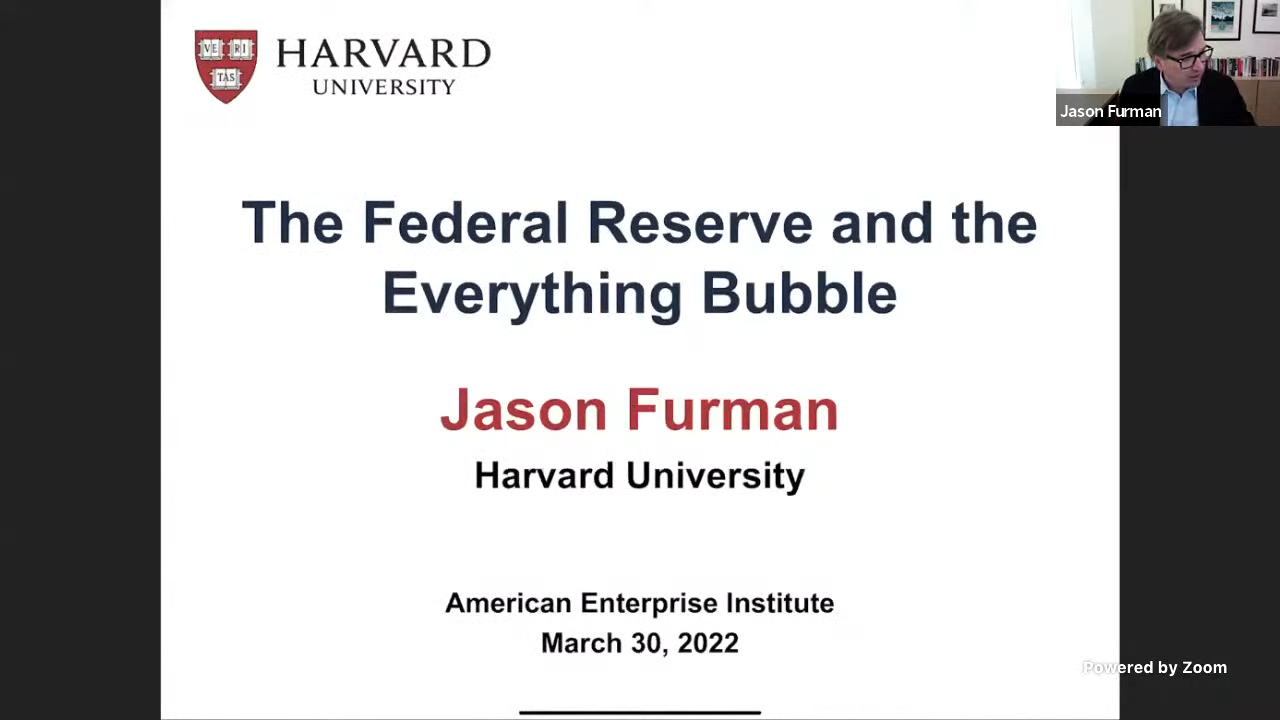 VE RI
TAS
HARVARD
UNIVERSITY
Jason Furman
The Federal Reserve and the
Everything Bubble
Jason Furman
Harvard University
American Enterprise Institute
March 30, 2022
Powered by Zoom